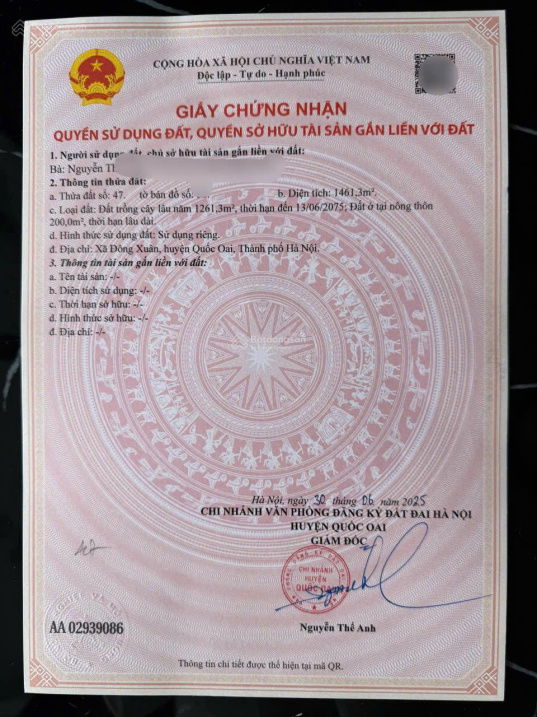 CỘNG HÒA XÃ HỘI CHỦ NGHĨA VIỆT NAM
Độc lập - Tự do - Hạnh phúc
GIẤY CHỨNG NHẬN
QUYỀN SỬ DỤNG ĐẤT, QUYỀN SỞ HỮU TÀI SẢN GẮN LIỀN VỚI ĐẤT
1. Người sử dụng đất, chủ sở hữu tài sản gắn liền với đất:
Bà: Nguyễn
2. Thông tin thửa đất:
a. Thửa đất số: 47. tờ bản đồ số: b. Diện tích: 1461,3m².
c. Loại đất: Đất trồng cây lâu năm 1261,3m², thời hạn đến 13/06/2075; Đất ở tại nông thôn
200,0m², thời hạn lâu dài.
d. Hình thức sử dụng đất: Sử dụng riêng.
đ. Địa chỉ: Xã Đông Xuân, huyện Quốc Oai, Thành phố Hà Nội.
3. Thông tin tài sản gắn liền với đất:
a. Tên tài sản: -/-
b. Diện tích sử dụng: -/-
c. Thời hạn sở hữu: -/-
d. Hình thức sở hữu: -/-
đ. Địa chỉ: -/-
Batdongsan
Hà Nội, ngày 30 tháng 06 năm 2025
CHI NHÁNH VĂN PHÒNG ĐĂNG KÝ ĐẤT ĐAI HÀ NỘI
HUYỆN QUỐC OAI
GIÁM ĐỐC
CHI NHÁNH
HUYỆN
QUỐC OAI
AA 02939086
Nguyễn Thế Anh
Thông tin chi tiết được thể hiện tại mã QR.